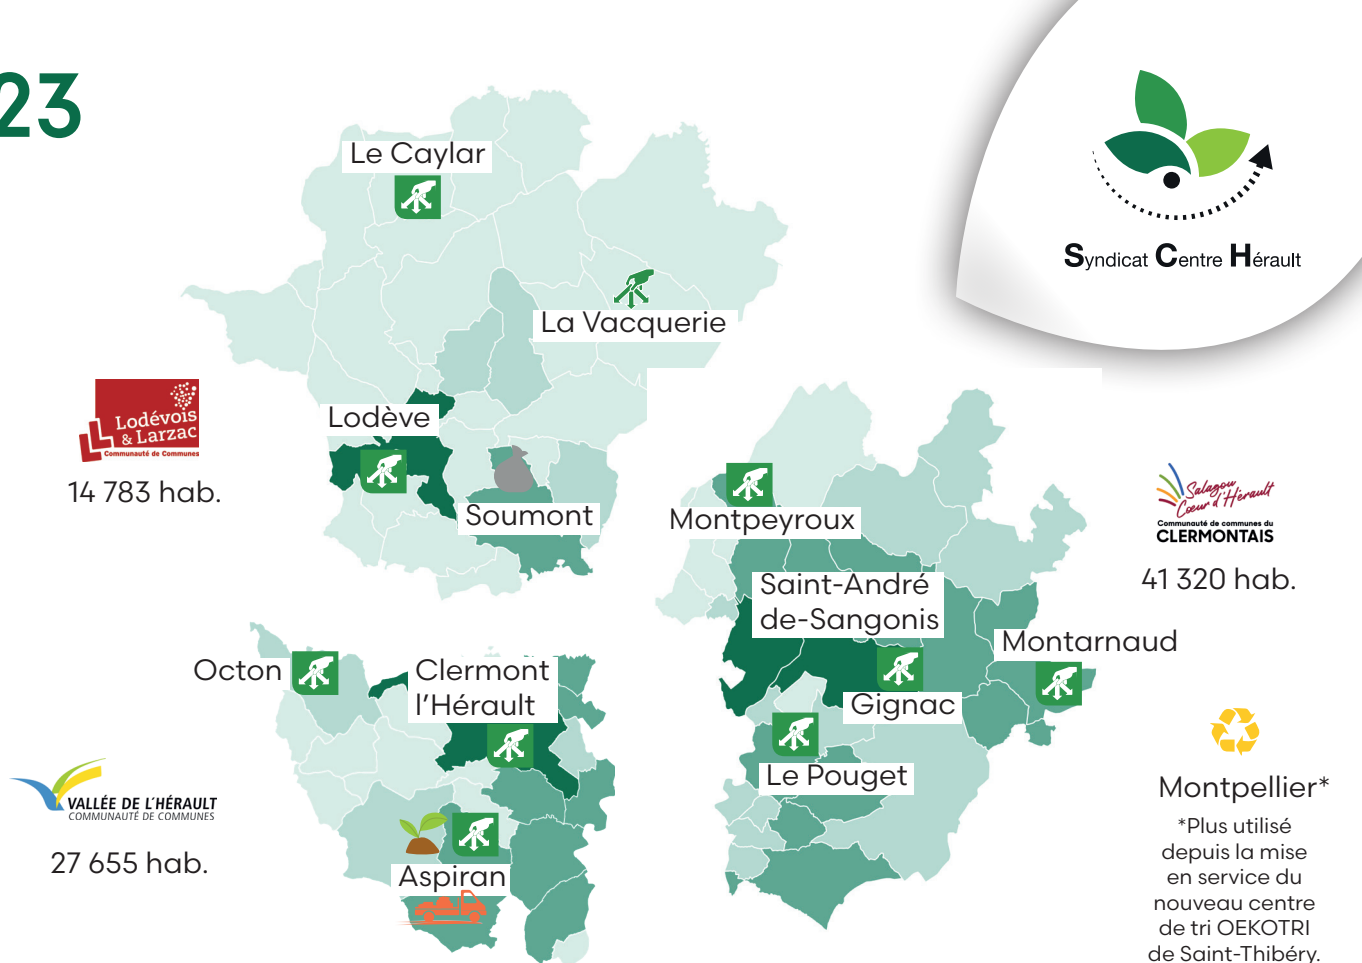 23
Le Caylar
La Vacquerie
Syndicat Centre Hérault
Lodévois
& Larzac
Communauté de Communes
14 783 hab.
Lodève
Soumont
Montpeyroux
Saint-André
de-Sangonis
Montarnaud
Gignac
Le Pouget
Salagou
Cœur d'Hérault
Communauté de communes du
CLERMONTAIS
41 320 hab.
Octon
Clermont
l'Hérault
Aspiran
VALLÉE DE L'HÉRAULT
COMMUNAUTÉ DE COMMUNES
27 655 hab.
Montpellier*
*Plus utilisé
depuis la mise
en service du
nouveau centre
de tri OEKOTRI
de Saint-Thibéry.